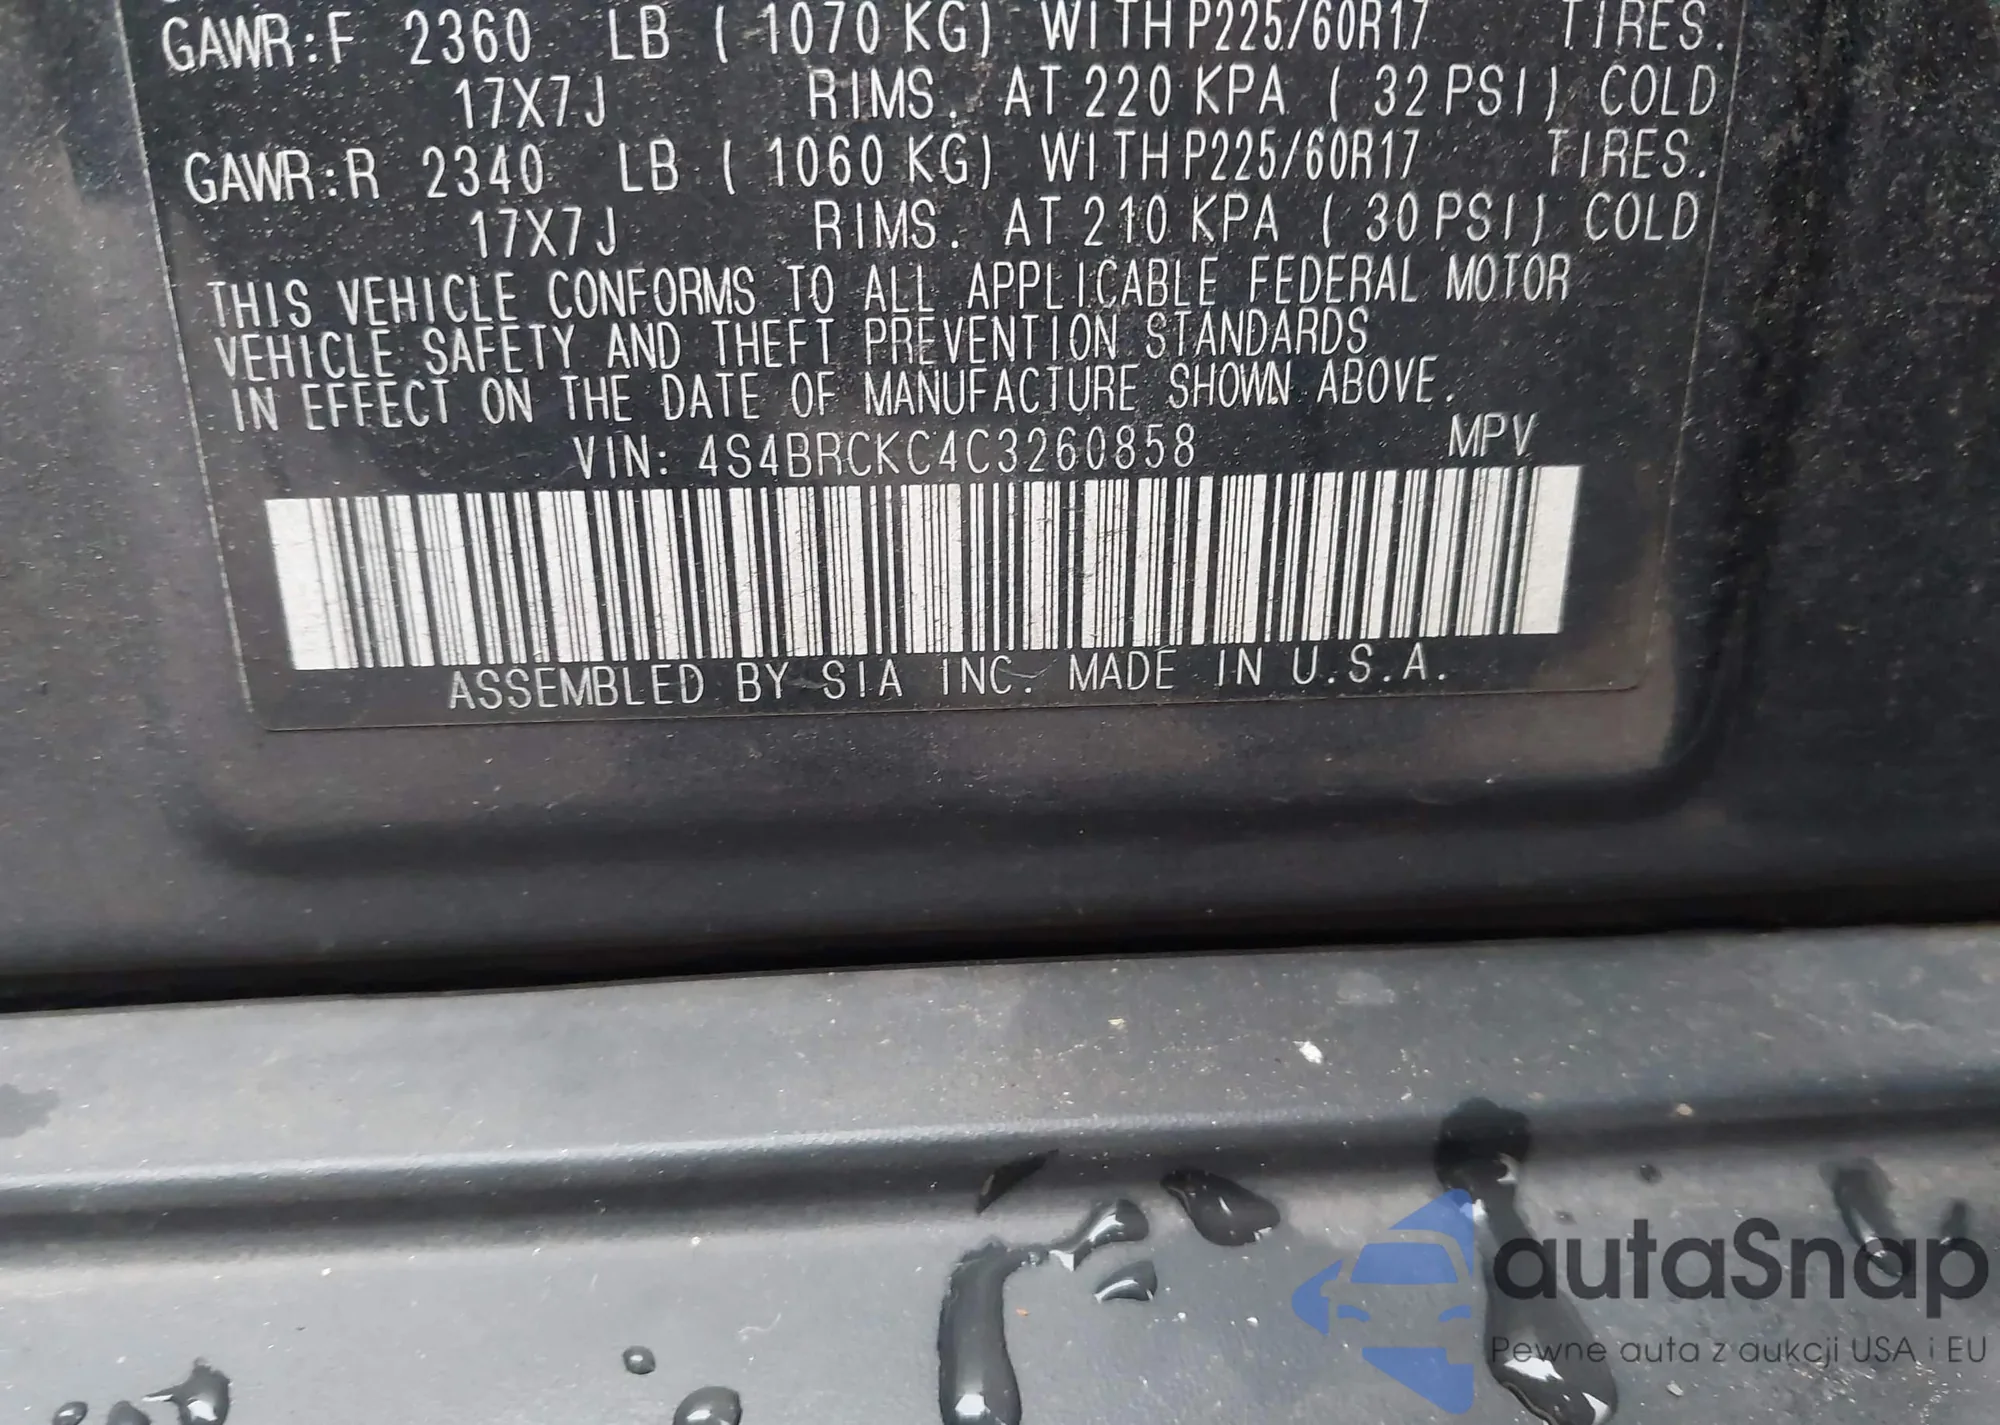 GAWR:F 2360 LB ( 1070 KG) WITH P225/60R17 TIRES.
17X7J RIMS. AT 220 KPA ( 32 PSI) COLD
GAWR:R 2340 LB ( 1060 KG) WITH P225/60R17 TIRES.
17X7J RIMS. AT 210 KPA ( 30 PSI) COLD
THIS VEHICLE CONFORMS TO ALL APPLICABLE FEDERAL MOTOR
VEHICLE SAFETY AND THEFT PREVENTION STANDARDS
IN EFFECT ON THE DATE OF MANUFACTURE SHOWN ABOVE.
VIN: 4S4BRCKC4C3260858 MPV
ASSEMBLED BY SIA INC. MADE IN U.S.A.
autaSnap
Pewne auta z aukcji USA i EU